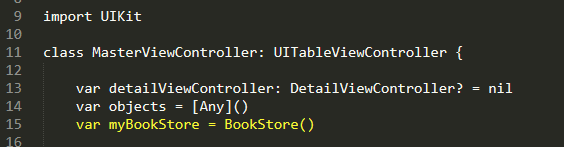 9 import UIKit
10
11 class MasterViewController: UITableViewController {
12
13 var detailViewController: DetailViewController? = nil
14 var objects = [Any]()
15 var myBookStore = BookStore()
16